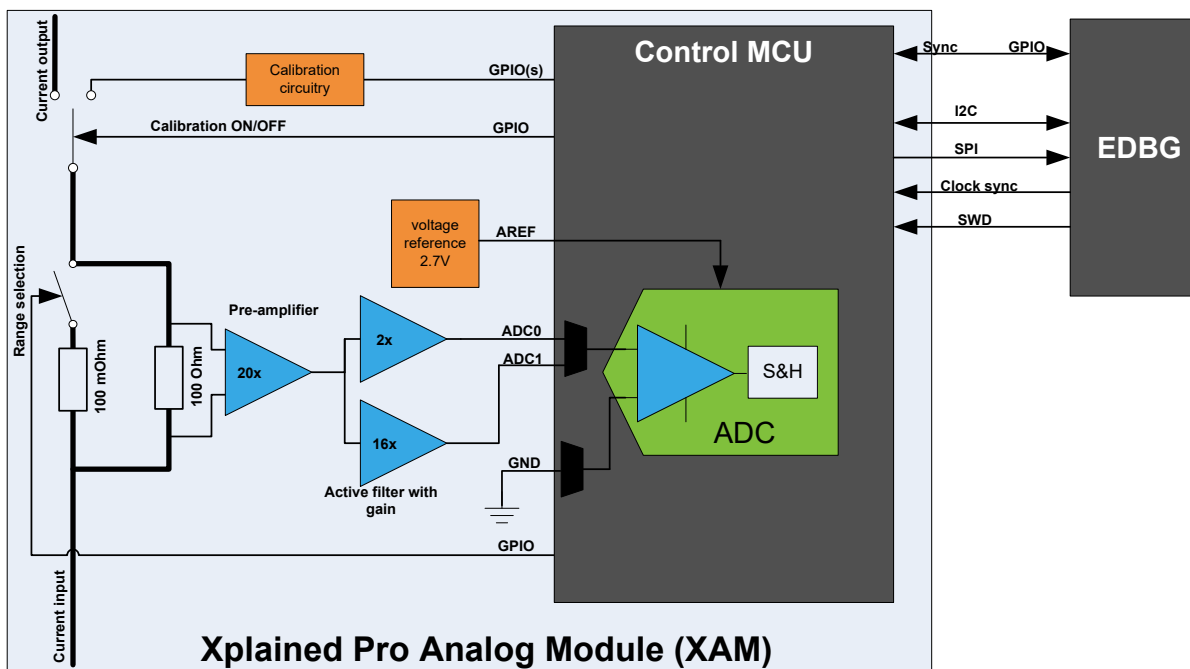 Current output
Calibration
circuitry
GPIO(s)
Control MCU
Sync
GPIO
Calibration ON/OFF
GPIO
I2C
SPI
EDBG
Clock sync
SWD
voltage
reference
2.7V
AREF
Range selection
Pre-amplifier
100 mOhm
100 Ohm
20x
2x
ADC0
ADC1
S&H
ADC
16x
GND
Active filter with
gain
GPIO
Current input
Xplained Pro Analog Module (XAM)